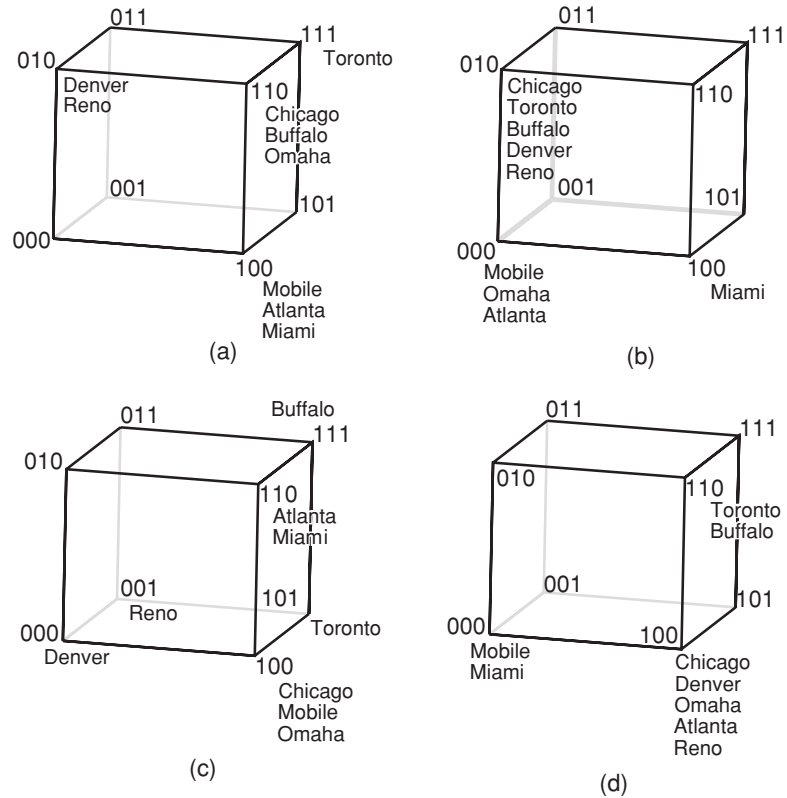 011
111
Toronto
010
Denver
Reno
110
Chicago
Buffalo
Omaha
001
101
000
100
Mobile
Atlanta
Miami
(a)
011
111
010
Chicago
Toronto
Buffalo
Denver
Reno
110
001
101
000
Mobile
Omaha
Atlanta
100
Miami
(b)
011
Buffalo
111
010
110
Atlanta
Miami
001
Reno
101
Toronto
000
Denver
100
Chicago
Mobile
Omaha
(c)
011
111
010
110
Toronto
Buffalo
001
101
000
Mobile
Miami
100
Chicago
Denver
Omaha
Atlanta
Reno
(d)